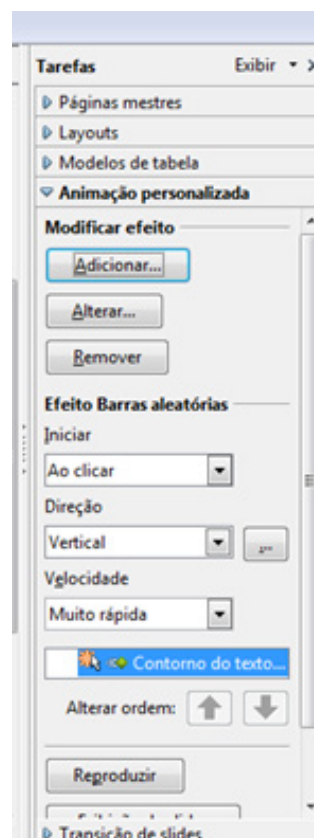 Tarefas Exibir
Páginas mestres
Layouts
Modelos de tabela
Animação personalizada
Modificar efeito
Adicionar...
Alterar...
Remover
Efeito Barras aleatórias
Iniciar
Ao clicar
Direção
Vertical
...
Velocidade
Muito rápida
Contorno do texto...
Alterar ordem:
Reproduzir
Transição de slides